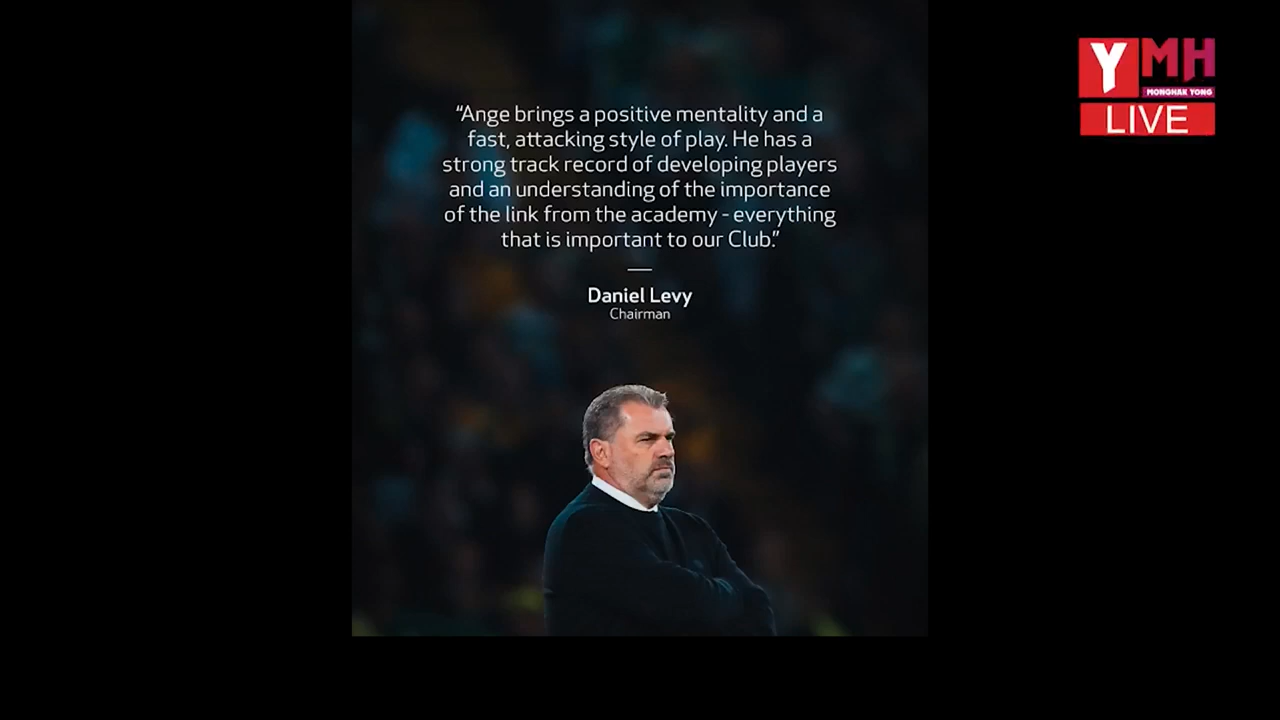 “Ange brings a positive mentality and a
fast, attacking style of play. He has a
strong track record of developing players
and an understanding of the importance
of the link from the academy - everything
that is important to our Club.”
Daniel Levy
Chairman
YMH
MONGHAK YONG
LIVE